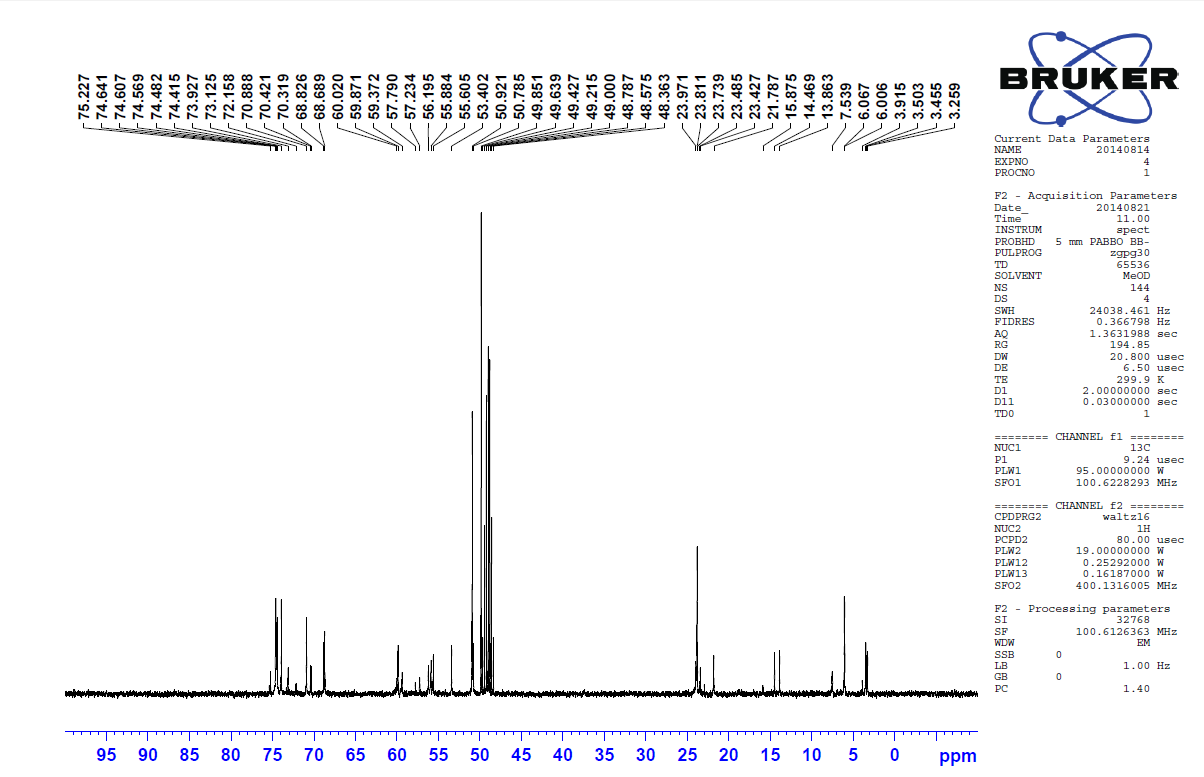 75.227
74.641
74.607
74.569
74.482
74.415
73.927
73.125
72.158
70.888
70.421
70.319
68.826
68.689
60.020
59.871
59.372
57.790
57.234
56.195
55.884
55.605
53.402
50.921
50.785
49.851
49.639
49.427
49.215
49.000
48.787
48.575
48.363
23.971
23.811
23.739
23.485
23.427
21.787
15.875
14.469
13.863
7.539
6.067
6.006
3.915
3.503
3.455
3.259
BRUKER
Current Data Parameters
NAME 20140814
EXPNO 4
PROCNO 1
F2 - Acquisition Parameters
Date_ 20140821
Time 11.00
INSTRUM spect
PROBHD 5 mm PABBO BB-
PULPROG zgpg30
TD 65536
SOLVENT MeOD
NS 144
DS 4
SWH 24038.461 Hz
FIDRES 0.366798 Hz
AQ 1.3631988 sec
RG 194.85
DW 20.800 usec
DE 6.50 usec
TE 299.9 K
D1 2.00000000 sec
D11 0.03000000 sec
TD0 1
======== CHANNEL f1 ========
NUC1 13C
P1 9.24 usec
PLW1 95.00000000 W
SFO1 100.6228293 MHz
======== CHANNEL f2 ========
CPDPRG2 waltz16
NUC2 1H
PCPD2 80.00 usec
PLW2 19.00000000 W
PLW12 0.25292000 W
PLW13 0.16187000 W
SFO2 400.1316005 MHz
F2 - Processing parameters
SI 32768
SF 100.6126363 MHz
WDW EM
SSB 0
LB 1.00 Hz
GB 0
PC 1.40
95 90 85 80 75 70 65 60 55 50 45 40 35 30 25 20 15 10 5 0 ppm